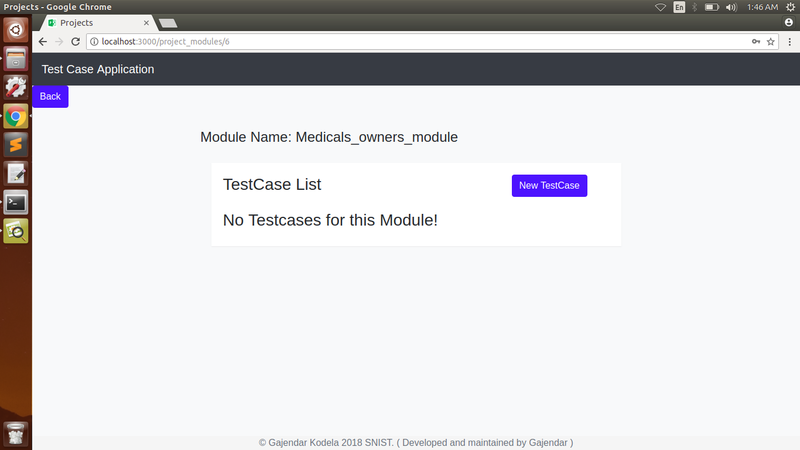 Projects - Google Chrome
En
1:46 AM
Projects
localhost:3000/project_modules/6
Test Case Application
Back
Module Name: Medicals_owners_module
TestCase List
New TestCase
No Testcases for this Module!
© Gajendar Kodela 2018 SNIST. ( Developed and maintained by Gajendar )